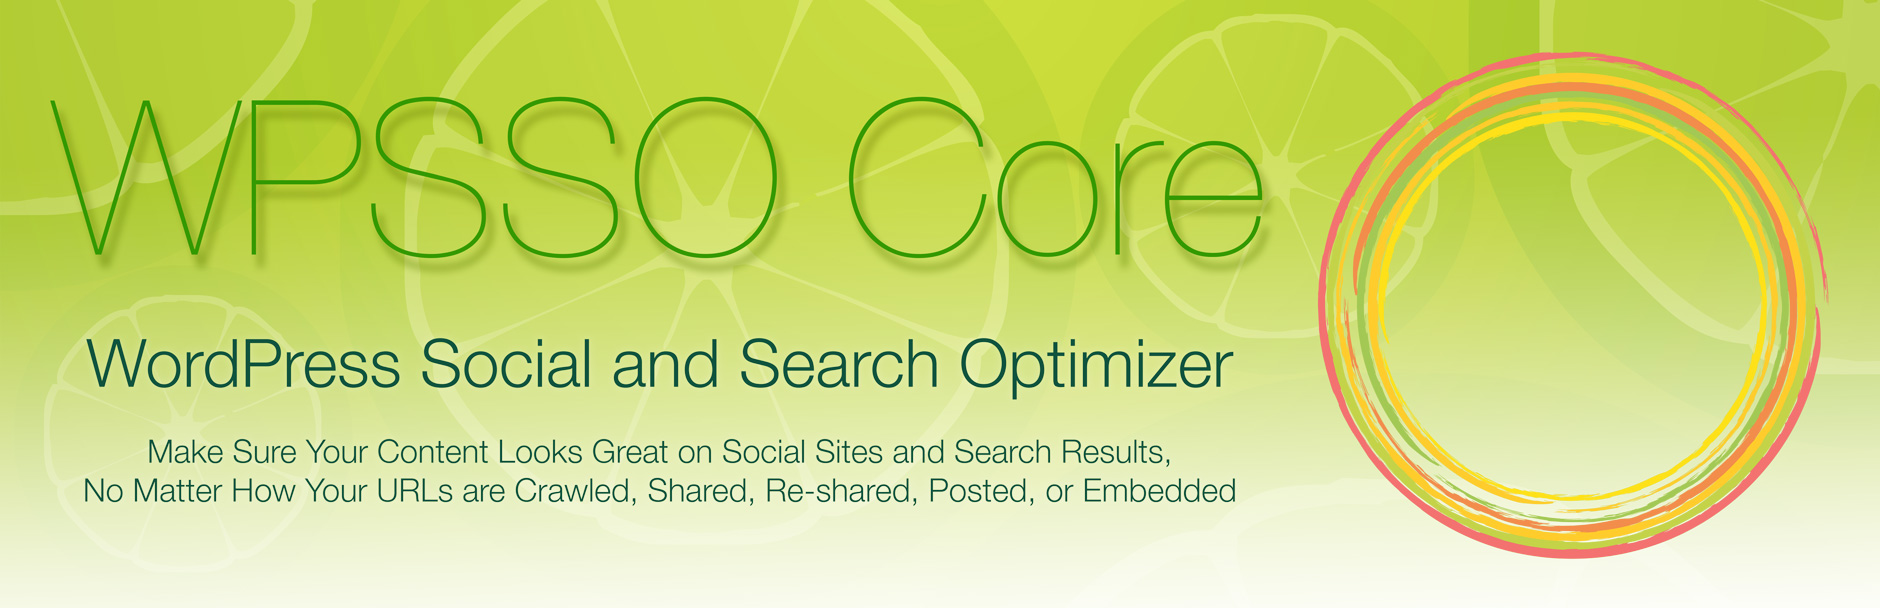 WPSSO Core
WordPress Social and Search Optimizer
Make Sure Your Content Looks Great on Social Sites and Search Results,
No Matter How Your URLs are Crawled, Shared, Re-shared, Posted, or Embedded